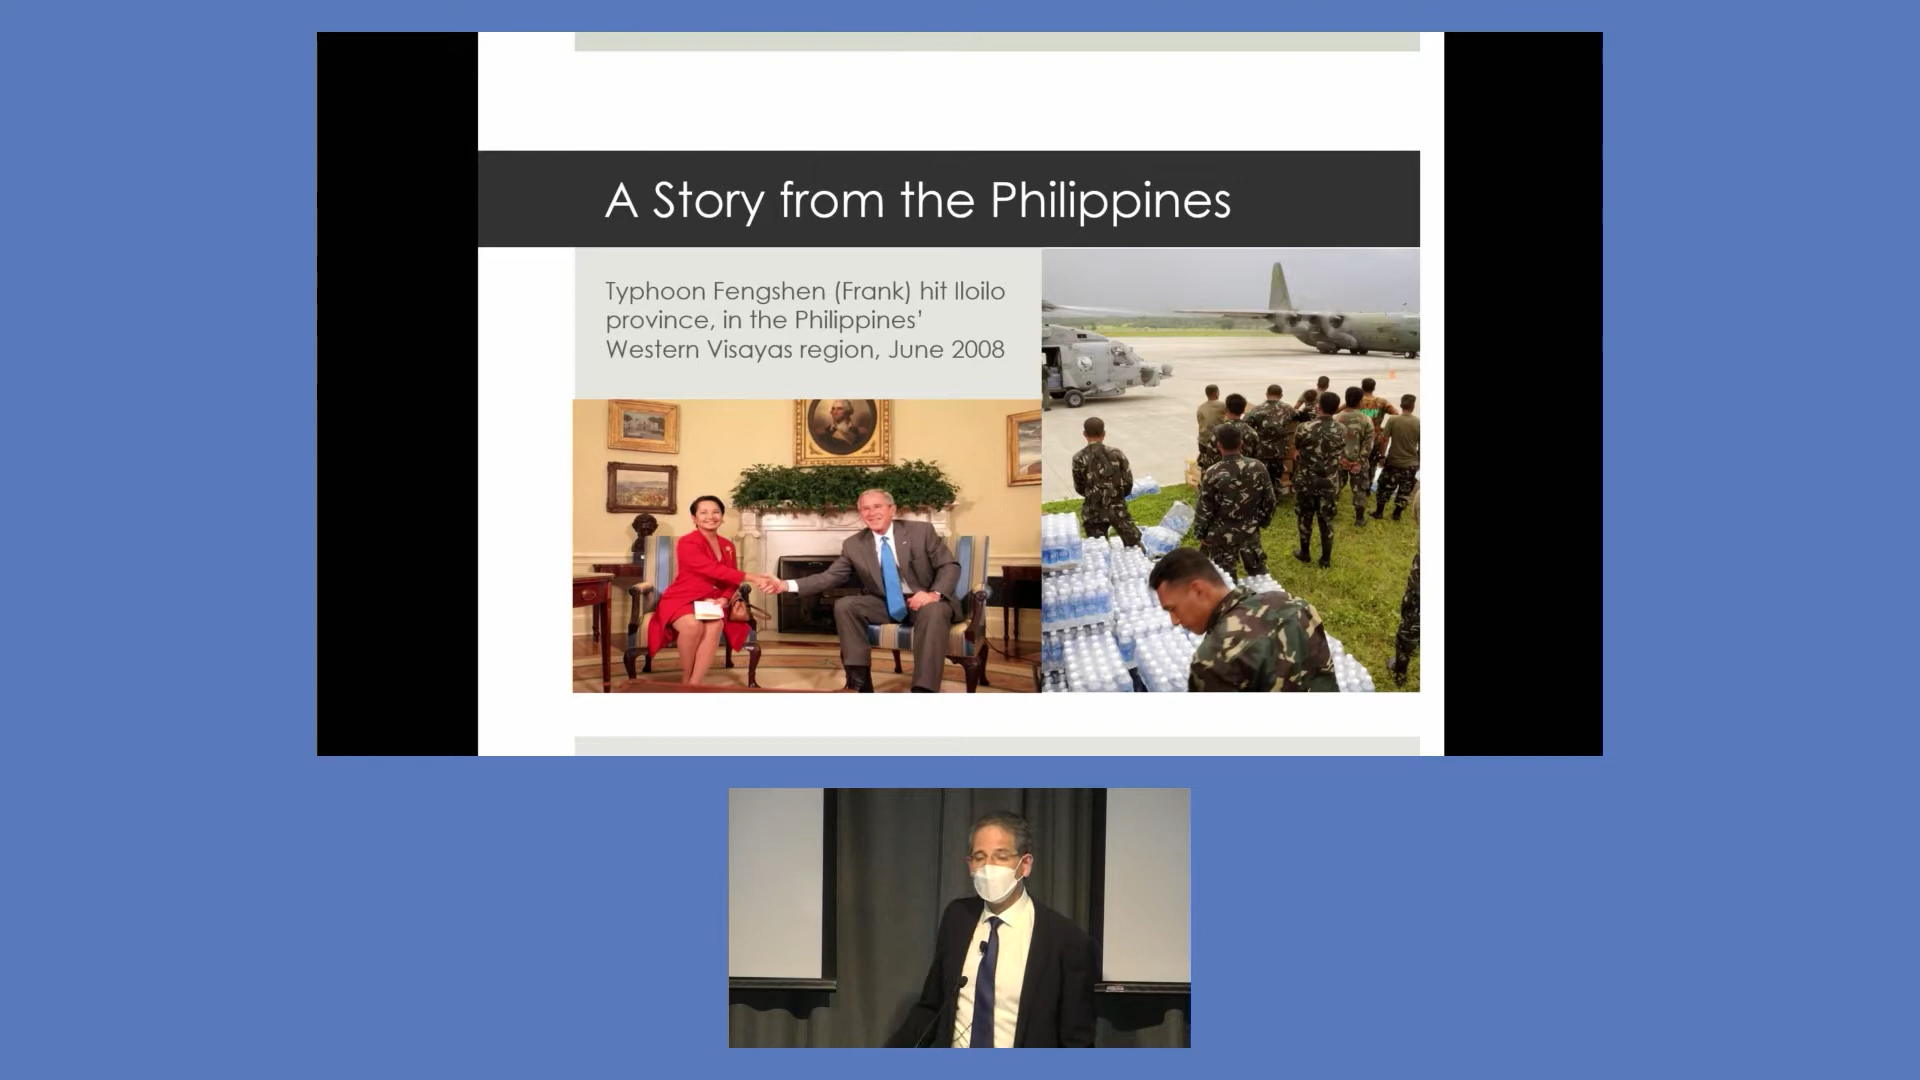 A Story from the Philippines
Typhoon Fengshen (Frank) hit Iloilo
province, in the Philippines’
Western Visayas region, June 2008